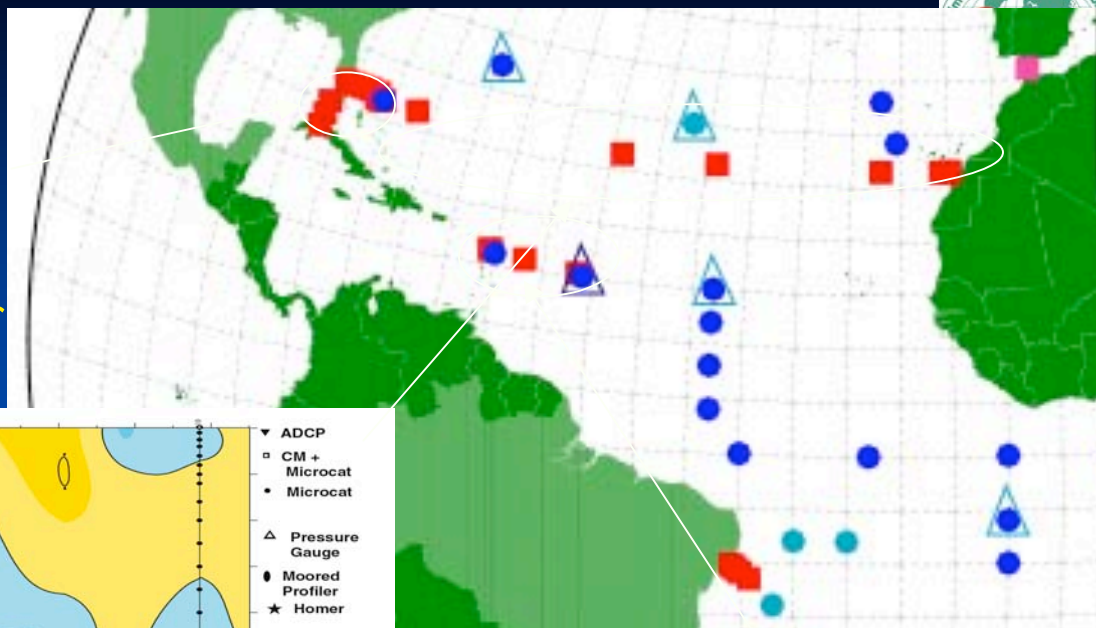 ADCP
CM +
Microcat
Microcat
Pressure
Gauge
Moored
Profiler
Homer